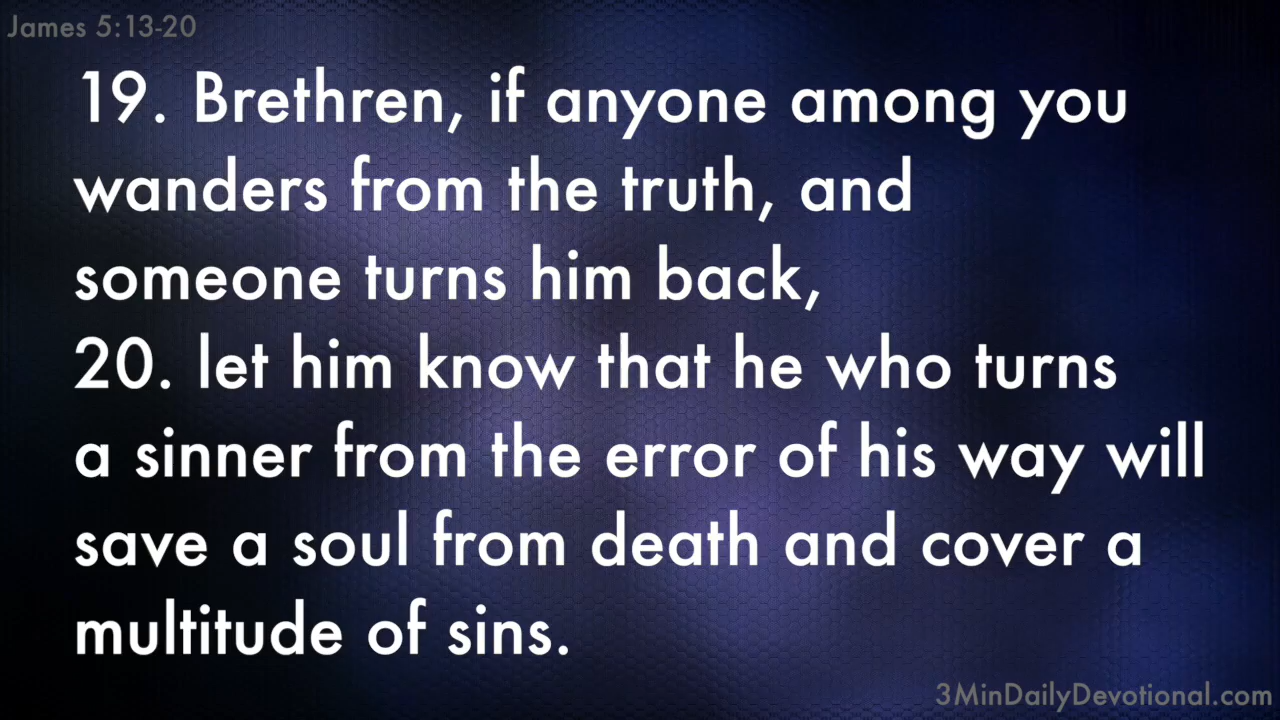 James 5:13-20
19. Brethren, if anyone among you
wanders from the truth, and
someone turns him back,
20. let him know that he who turns
a sinner from the error of his way will
save a soul from death and cover a
multitude of sins.
3MinDailyDevotional.com